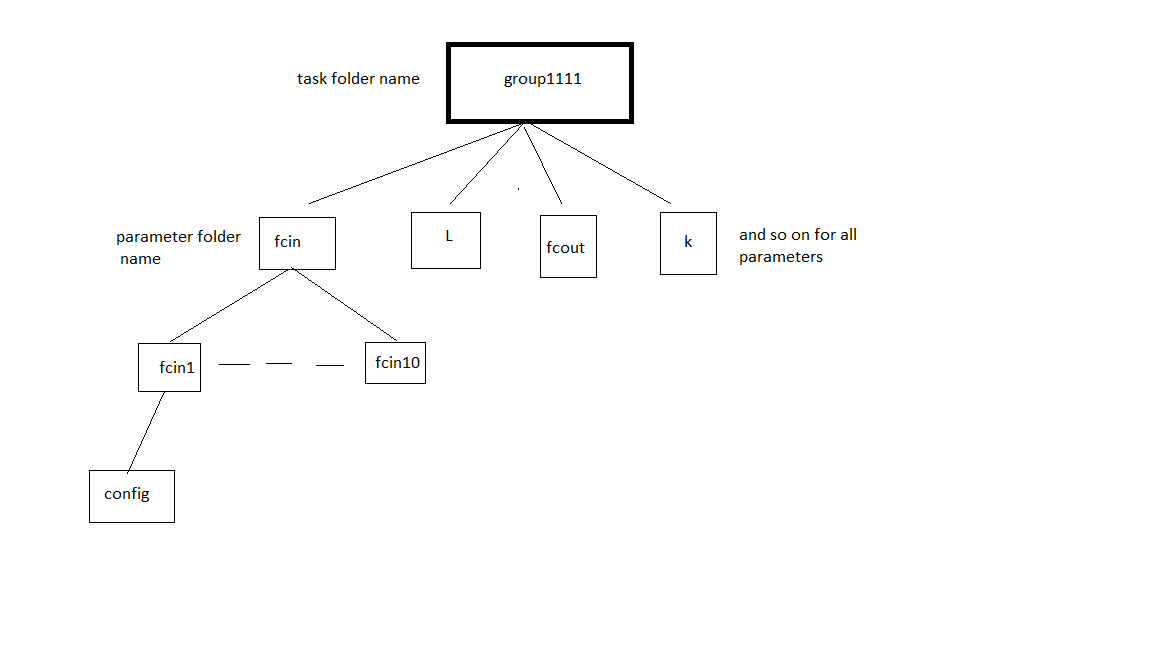 task folder name
group1111
parameter folder
name
fcin
L
fcout
k
and so on for all
parameters
fcin1
fcin10
config